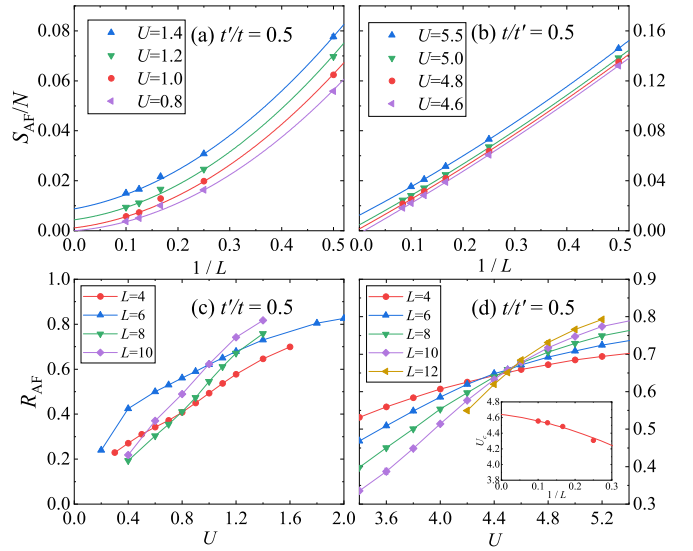 (a) t′/t = 0.5
U=1.4
U=1.2
U=1.0
U=0.8
S_AF/N
0.08
0.06
0.04
0.02
0.00
0.0 0.1 0.2 0.3 0.4 0.5
1 / L
(b) t/t′ = 0.5
U=5.5
U=5.0
U=4.8
U=4.6
0.16
0.12
0.08
0.04
0.00
0.0 0.1 0.2 0.3 0.4 0.5
1 / L
(c) t′/t = 0.5
L=4
L=6
L=8
L=10
R_AF
1.0
0.8
0.6
0.4
0.2
0.0
0.0 0.4 0.8 1.2 1.6 2.0
U
(d) t/t′ = 0.5
L=4
L=6
L=8
L=10
L=12
0.9
0.8
0.7
0.6
0.5
0.4
0.3
3.6 4.0 4.4 4.8 5.2
U
U_c
4.8
4.6
4.4
4.2
4.0
3.8
0.0 0.1 0.2 0.3
1 / L